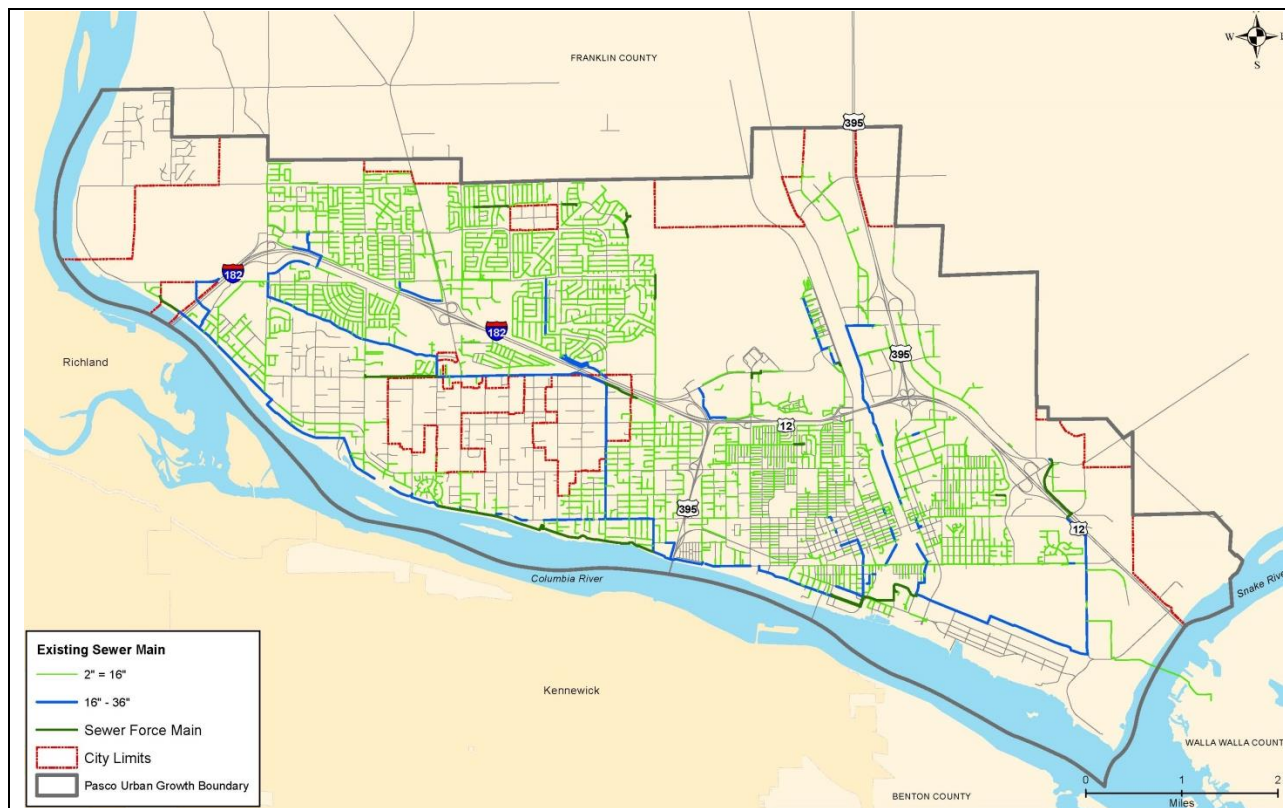 N
W
S
FRANKLIN COUNTY
395
182
182
Richland
395
12
395
12
Columbia River
Snake River
Kennewick
WALLA WALLA COUNT
BENTON COUNTY
Existing Sewer Main
2" = 16"
16" - 36"
Sewer Force Main
City Limits
Pasco Urban Growth Boundary
0 1 2
Miles